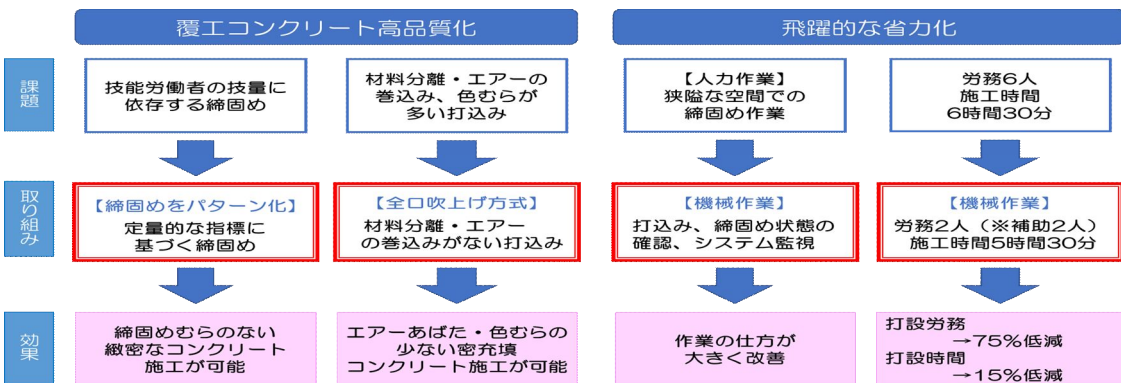 覆工コンクリート高品質化
飛躍的な省力化
課題
技能労働者の技量に
依存する締固め
材料分離・エアーの
巻込み、色むらが
多い打込み
【人力作業】
狭隘な空間での
締固め作業
労務6人
施工時間
6時間30分
取り組み
【締固めをパターン化】
定量的な指標に
基づく締固め
【全口吹上げ方式】
材料分離・エアー
の巻込みがない打込み
【機械作業】
打込み、締固め状態の
確認、システム監視
【機械作業】
労務2人（※補助2人）
施工時間5時間30分
効果
締固めむらのない
緻密なコンクリート
施工が可能
エアーあばた・色むらの
少ない密充填
コンクリート施工が可能
作業の仕方が
大きく改善
打設労務
→75%低減
打設時間
→15%低減